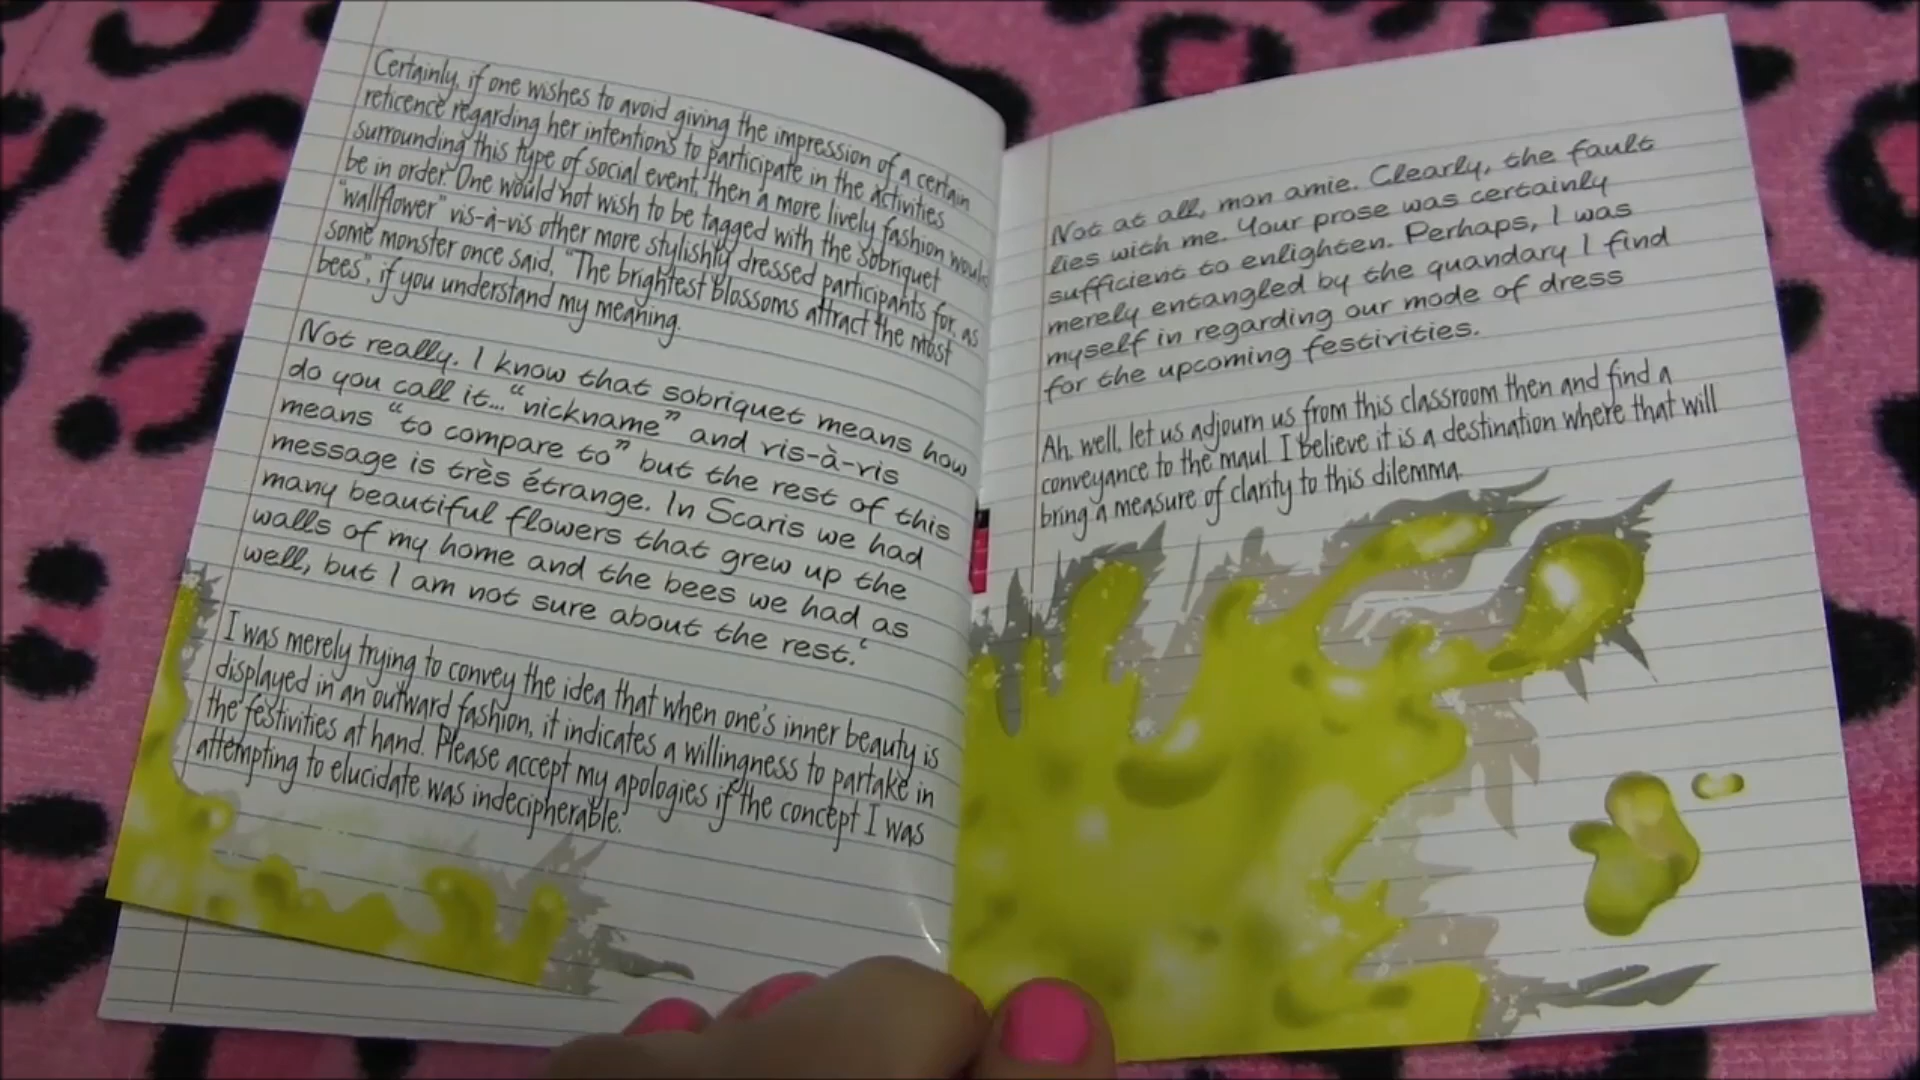 Certainly, if one wishes to avoid giving the impression of a certain
reticence regarding her intentions to participate in the activities
surrounding this type of social event, then a more lively fashion would
be in order. One would not wish to be tagged with the sobriquet
"wallflower" vis-à-vis other more stylishly dressed participants for, as
some monster once said, "The brightest blossoms attract the most
bees", if you understand my meaning.
Not really. I know that sobriquet means how
do you call it... "nickname" and vis-à-vis
means "to compare to" but the rest of this
message is très étrange. In Scaris we had
many beautiful flowers that grew up the
walls of my home and the bees we had as
well, but I am not sure about the rest.'
I was merely trying to convey the idea that when one's inner beauty is
displayed in an outward fashion, it indicates a willingness to partake in
the festivities at hand. Please accept my apologies if the concept I was
attempting to elucidate was indecipherable.
Not at all, mon amie. Clearly, the fault
lies with me. Your prose was certainly
sufficient to enlighten. Perhaps, I was
merely entangled by the quandary I find
myself in regarding our mode of dress
for the upcoming festivities.
Ah, well, let us adjourn us from this classroom then and find a
conveyance to the maul. I believe it is a destination where that will
bring a measure of clarity to this dilemma.